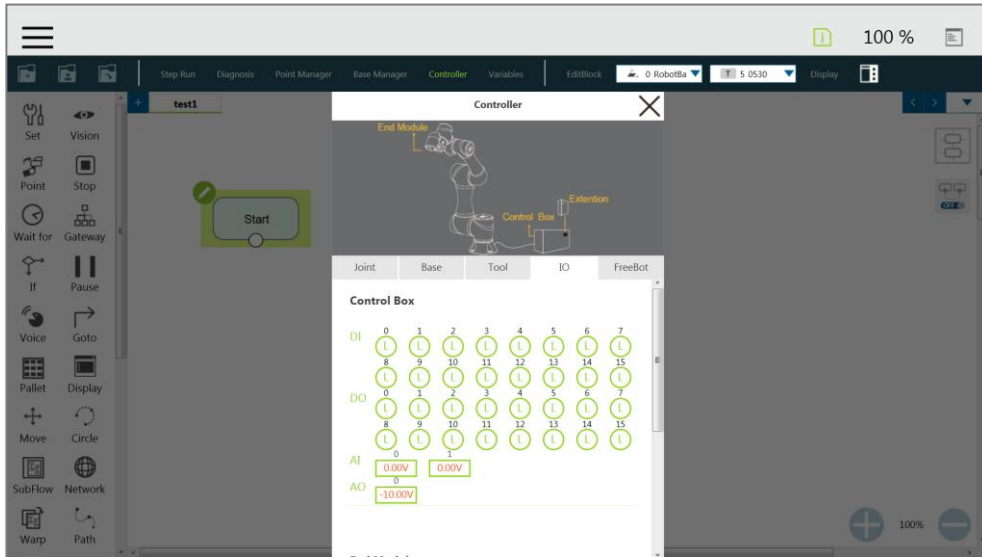 100 %
Step Run Diagnosis Point Manager Base Manager Controller Variables EditBlock 0 RobotBa T 5 0530 Display
+ test1
Controller
End Module
Extention
Control Box
Set Vision
Point Stop
Wait for Gateway
If Pause
Voice Goto
Pallet Display
Move Circle
SubFlow Network
Warp Path
Start
Joint Base Tool IO FreeBot
Control Box
0 1 2 3 4 5 6 7
DI L L L L L L L L
8 9 10 11 12 13 14 15
L L L L L L L L
0 1 2 3 4 5 6 7
DO L L L L L L L L
8 9 10 11 12 13 14 15
L L L L L L L L
0 1
AI 0.00V 0.00V
0
AO -10.00V
OFF
100%